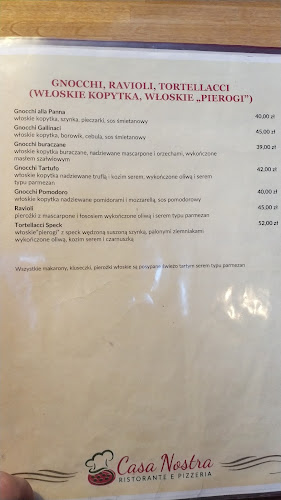 GNOCCHI, RAVIOLI, TORTELLACCI
(WŁOSKIE KOPYTKA, WŁOSKIE „PIEROGI”)
Gnocchi alla Panna 40,00 zł
włoskie kopytka, szynka, pieczarki, sos śmietanowy
Gnocchi Gallinaci 45,00 zł
włoskie kopytka, borowik, cebula, sos śmietanowy
Gnocchi buraczane 39,00 zł
włoskie kopytka buraczane, nadziewane mascarpone i orzechami, wykończone
masłem szałwiowym
Gnocchi Tartufo 42,00 zł
włoskie kopytka nadziewane truflą i kozim serem, wykończone oliwą i serem
typu parmezan
Gnocchi Pomodoro 40,00 zł
włoskie kopytka nadziewane pomidorami i mozzarellą, sos pomodorowy
Ravioli 45,00 zł
pierożki z mascarpone i łososiem wykończone oliwą i serem typu parmezan
Tortellacci Speck 52,00 zł
włoskie"pierogi" z speck wędzoną suszoną szynką, paklnymi ziemniakami
wykończone oliwą, kozim serem i czarnuszką
Wszystkie makarony, kluseczki, pierożki włoskie są posypane świeżo tartym serem typu parmezan
Casa Nostra
RISTORANTE E PIZZERIA